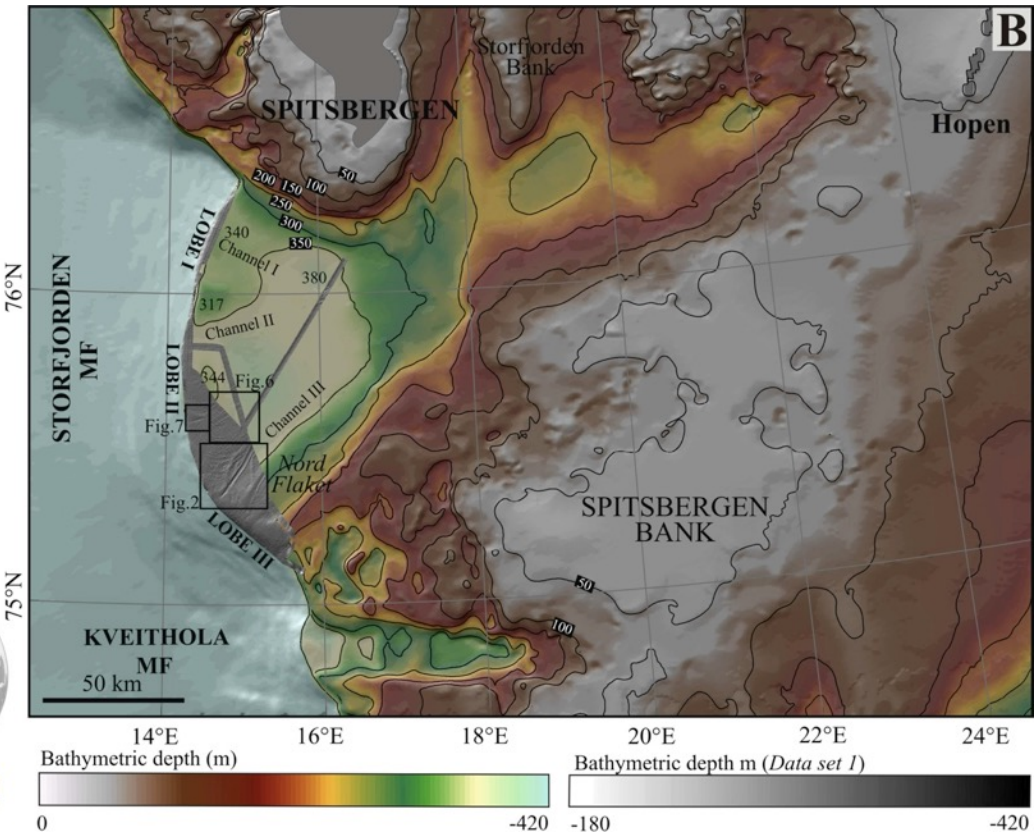 B
Storfjorden
Bank
SPITSBERGEN
Hopen
50
200 150 100
250
300
350
LOBE I
340
Channel I
380
317
Channel II
76°N
STORFJORDEN
MF
LOBE II
344
Fig.6
Channel III
Fig.7
Nord
Flaket
Fig.2
LOBE III
SPITSBERGEN
BANK
50
100
75°N
KVEITHOLA
MF
50 km
14°E 16°E 18°E 20°E 22°E 24°E
Bathymetric depth (m)
0 -420
Bathymetric depth m (Data set 1)
-180 -420